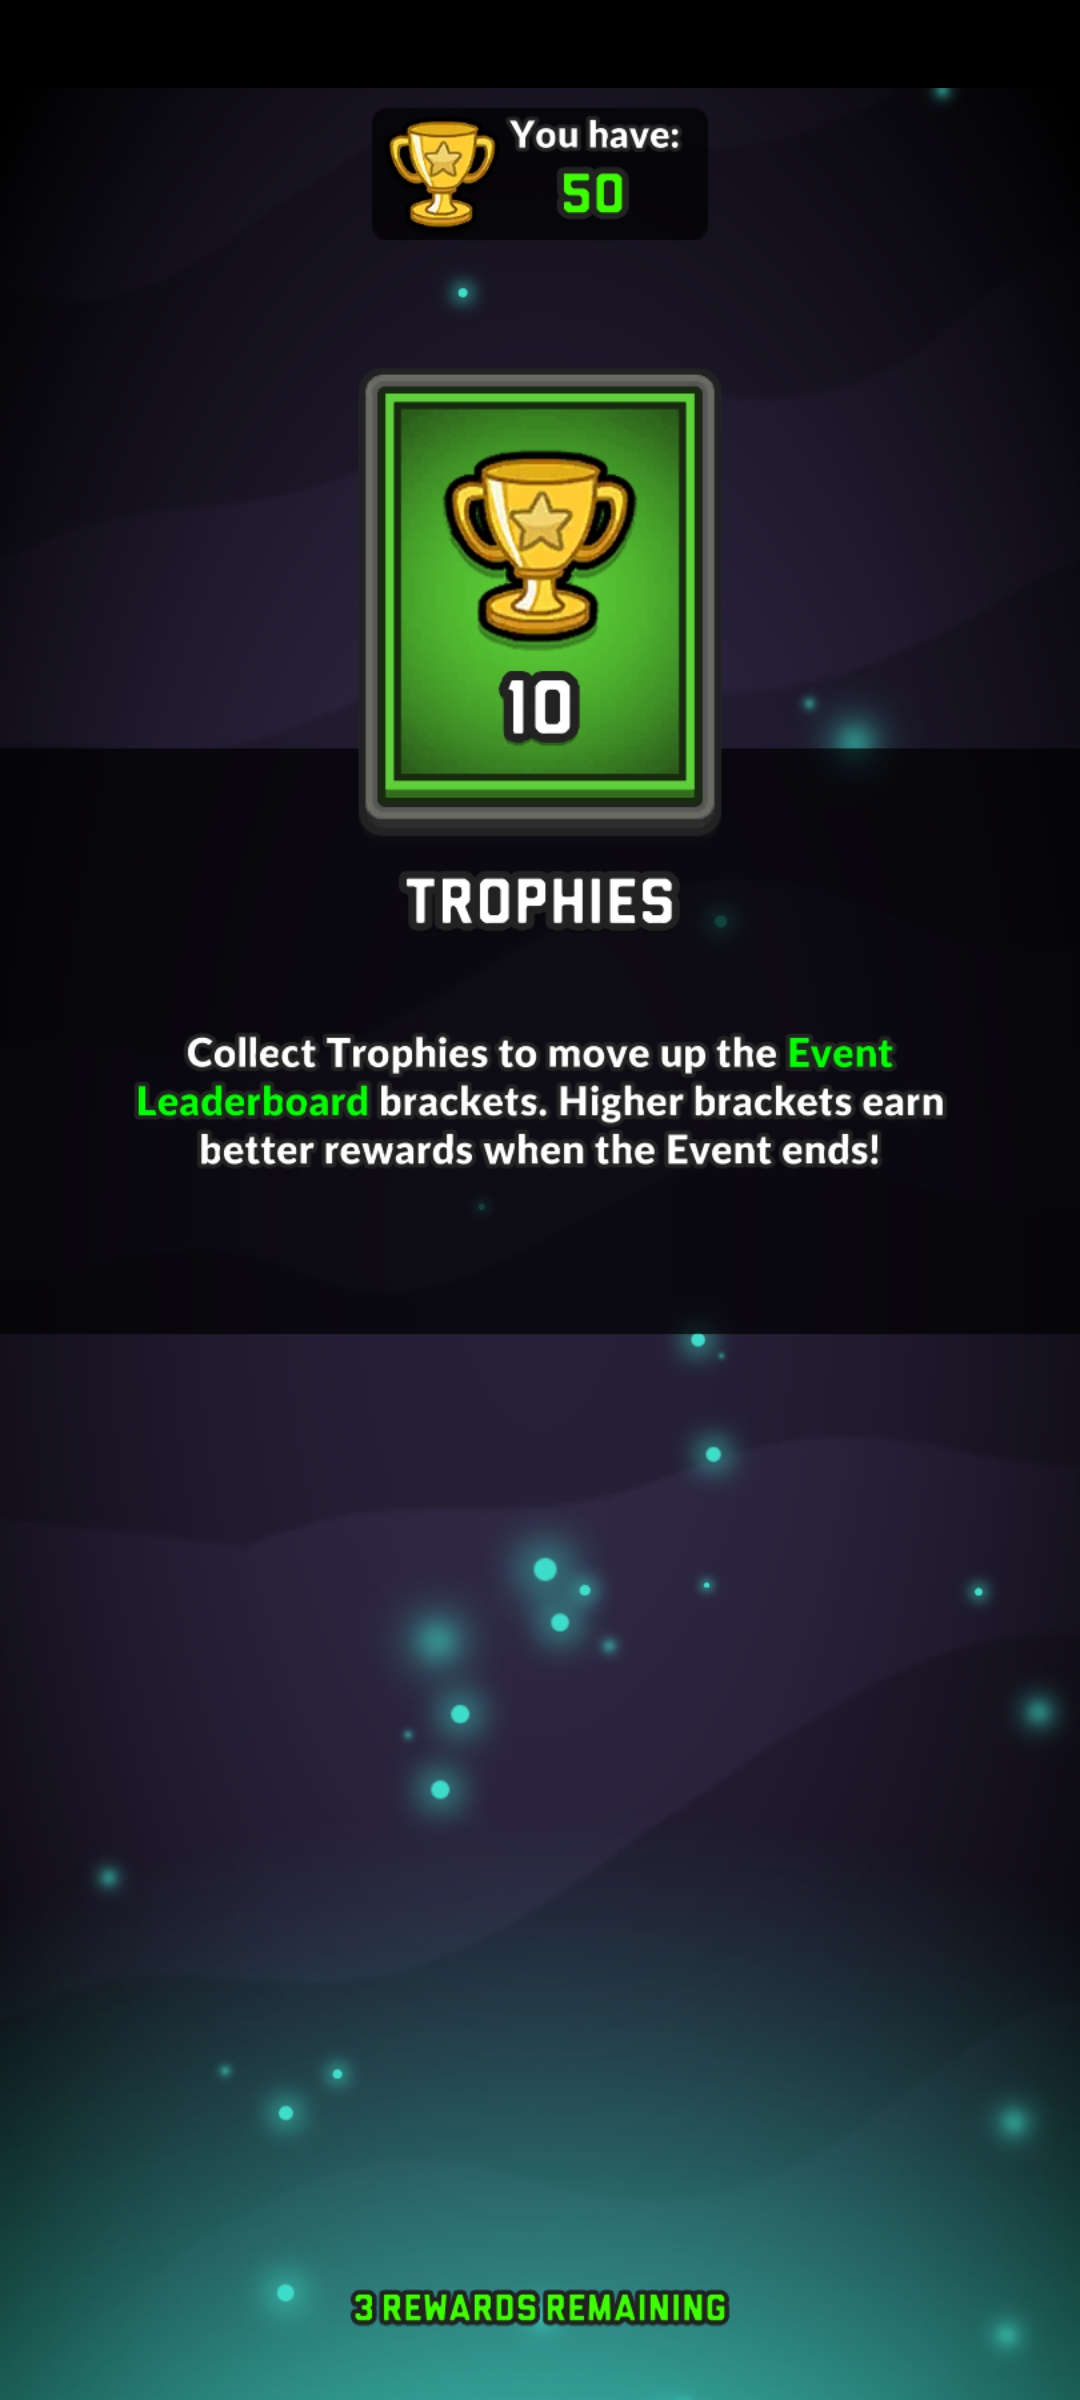 You have:
50
10
TROPHIES
Collect Trophies to move up the Event
Leaderboard brackets. Higher brackets earn
better rewards when the Event ends!
3 REWARDS REMAINING